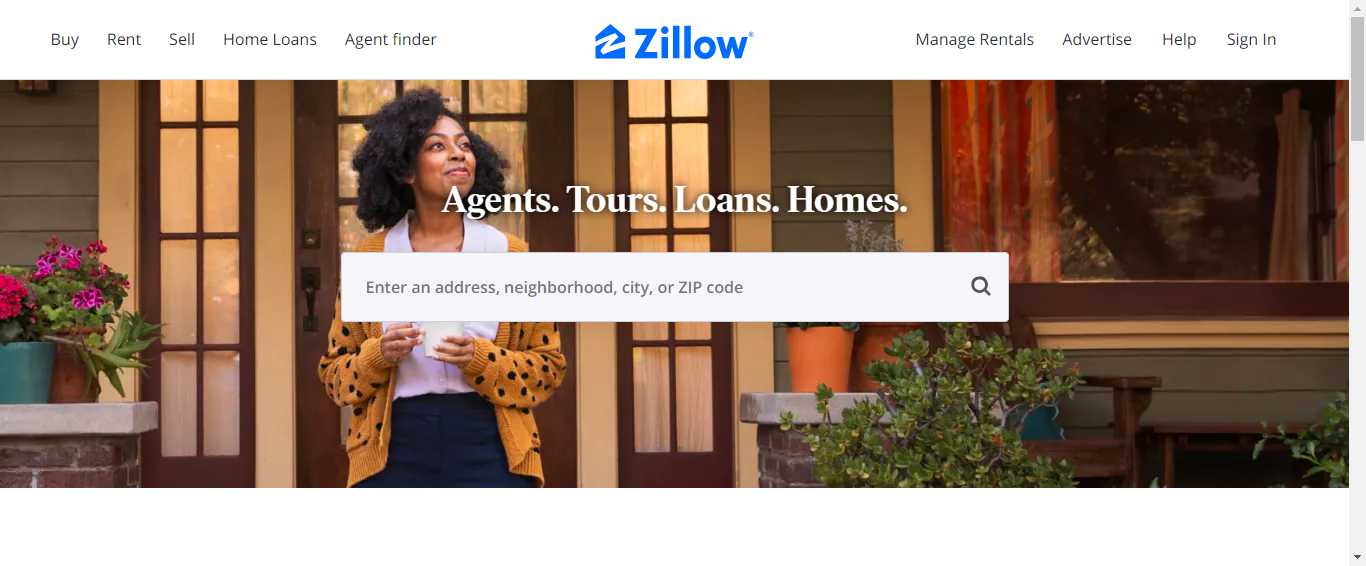 Buy Rent Sell Home Loans Agent finder Zillow® Manage Rentals Advertise Help Sign In
Agents. Tours. Loans. Homes.
Enter an address, neighborhood, city, or ZIP code